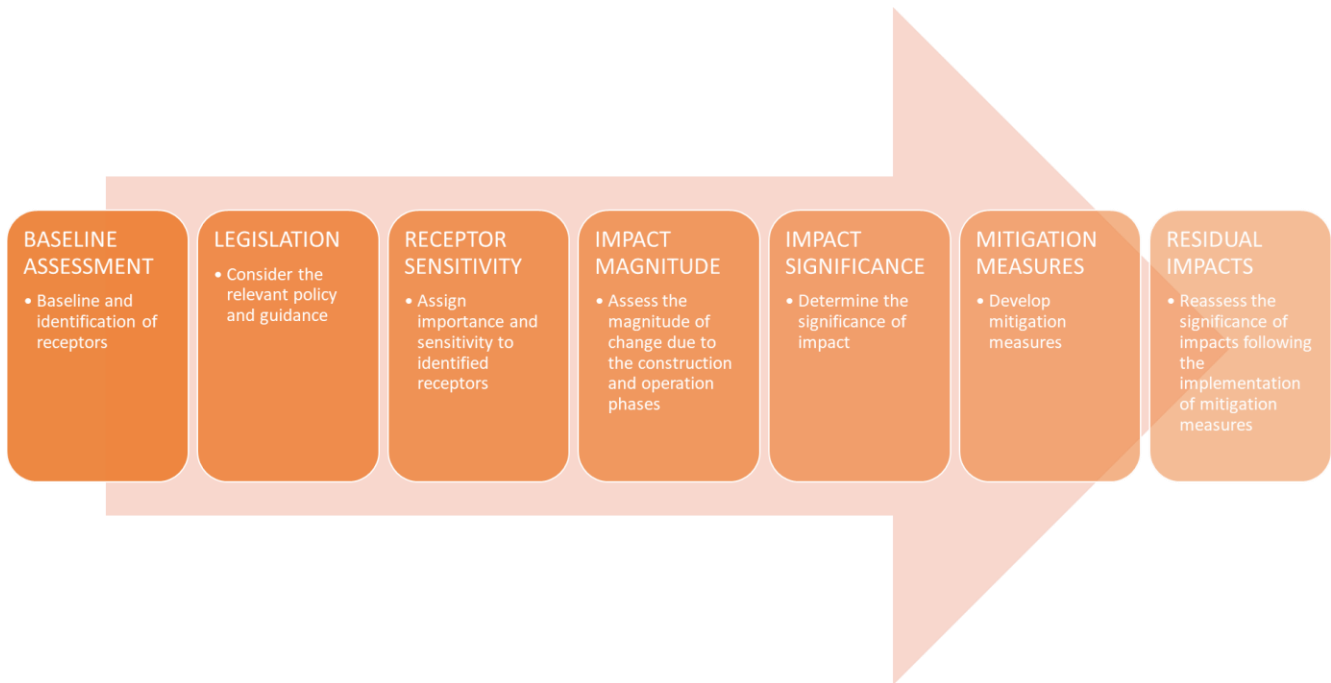 BASELINE
ASSESSMENT
• Baseline and
identification of
receptors
LEGISLATION
• Consider the
relevant policy
and guidance
RECEPTOR
SENSITIVITY
• Assign
importance and
sensitivity to
identified
receptors
IMPACT
MAGNITUDE
• Assess the
magnitude of
change due to
the construction
and operation
phases
IMPACT
SIGNIFICANCE
• Determine the
significance of
impact
MITIGATION
MEASURES
• Develop
mitigation
measures
RESIDUAL
IMPACTS
• Reassess the
significance of
impacts following
the
implementation
of mitigation
measures